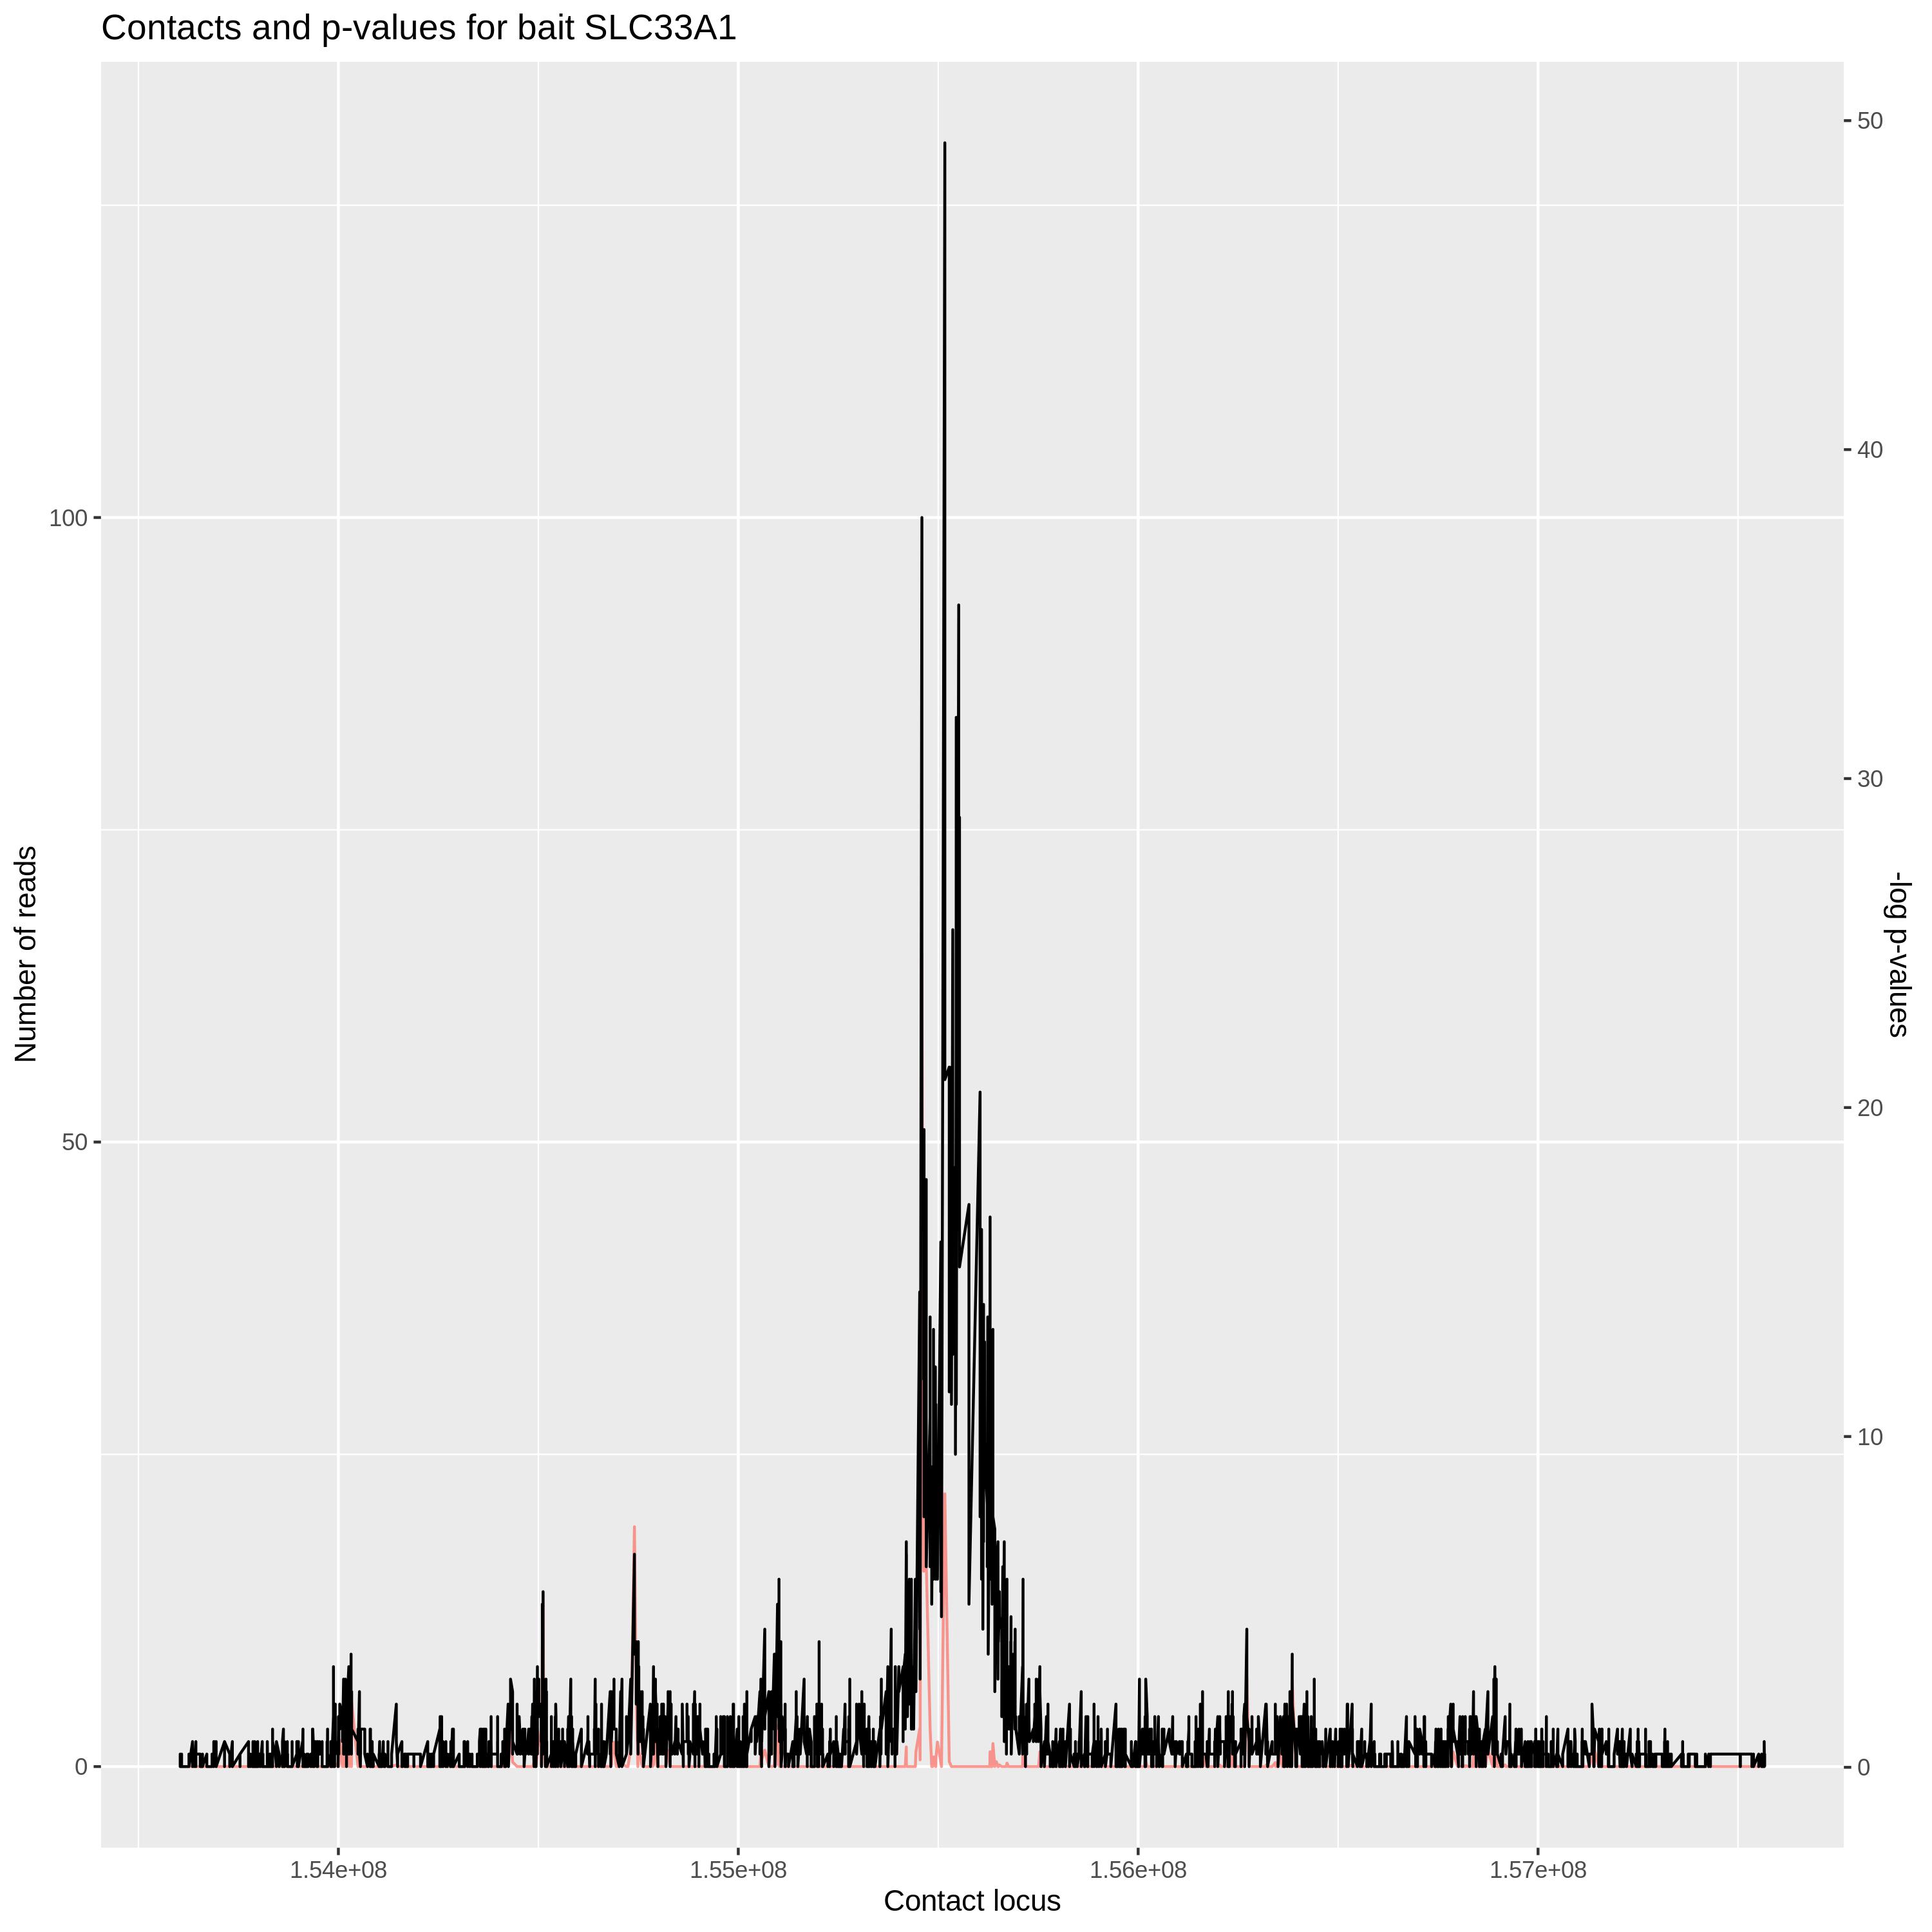 Contacts and p-values for bait SLC33A1
Number of reads
100
50
0
50
40
30
20
10
0
-log p-values
1.54e+08
1.55e+08
1.56e+08
1.57e+08
Contact locus